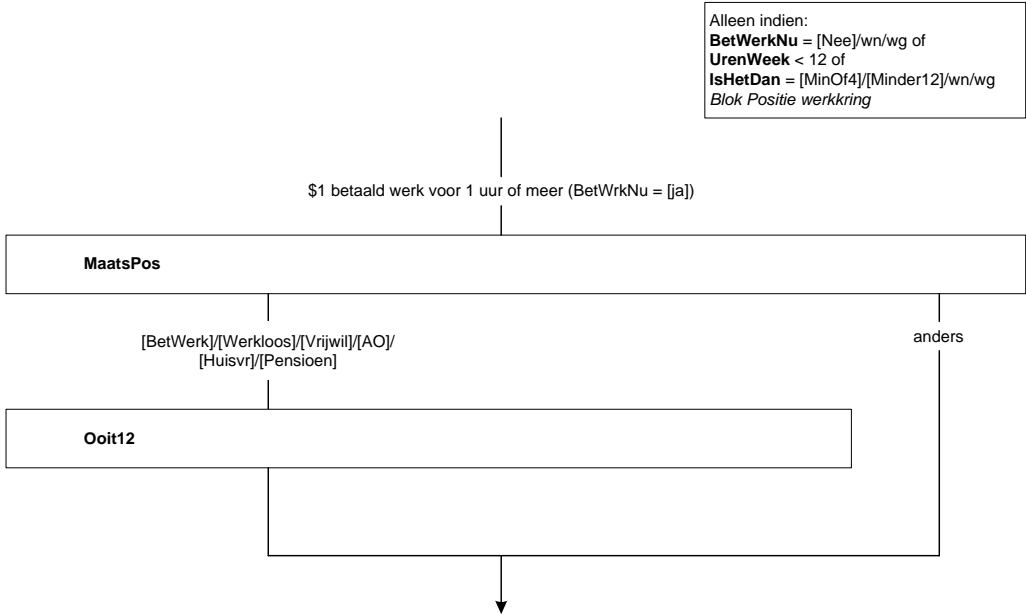 Alleen indien:
BetWerkNu = [Nee]/wn/wg of
UrenWeek < 12 of
IsHetDan = [MinOf4]/[Minder12]/wn/wg
Blok Positie werkkring
$1 betaald werk voor 1 uur of meer (BetWrkNu = [ja])
MaatsPos
[BetWerk]/[Werkloos]/[Vrijwil]/[AO]/
[Huisvr]/[Pensioen]
anders
Ooit12